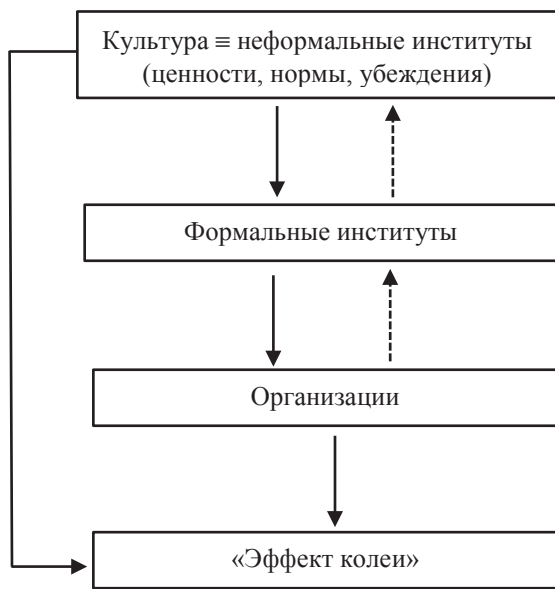 Культура ≡ неформальные институты
(ценности, нормы, убеждения)
Формальные институты
Организации
«Эффект колеи»